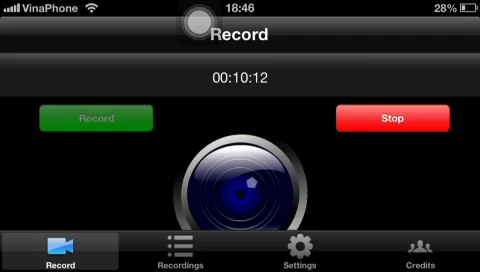 VinaPhone 18:46 28%
Record
00:10:12
Record Stop
Record Recordings Settings Credits